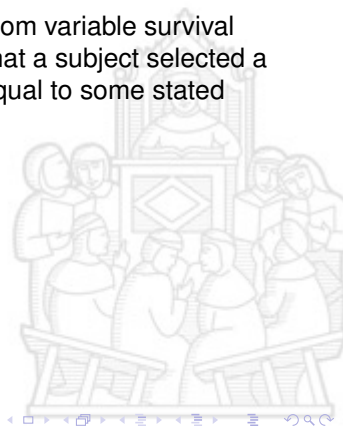 om variable survival
hat a subject selected a
qual to some stated